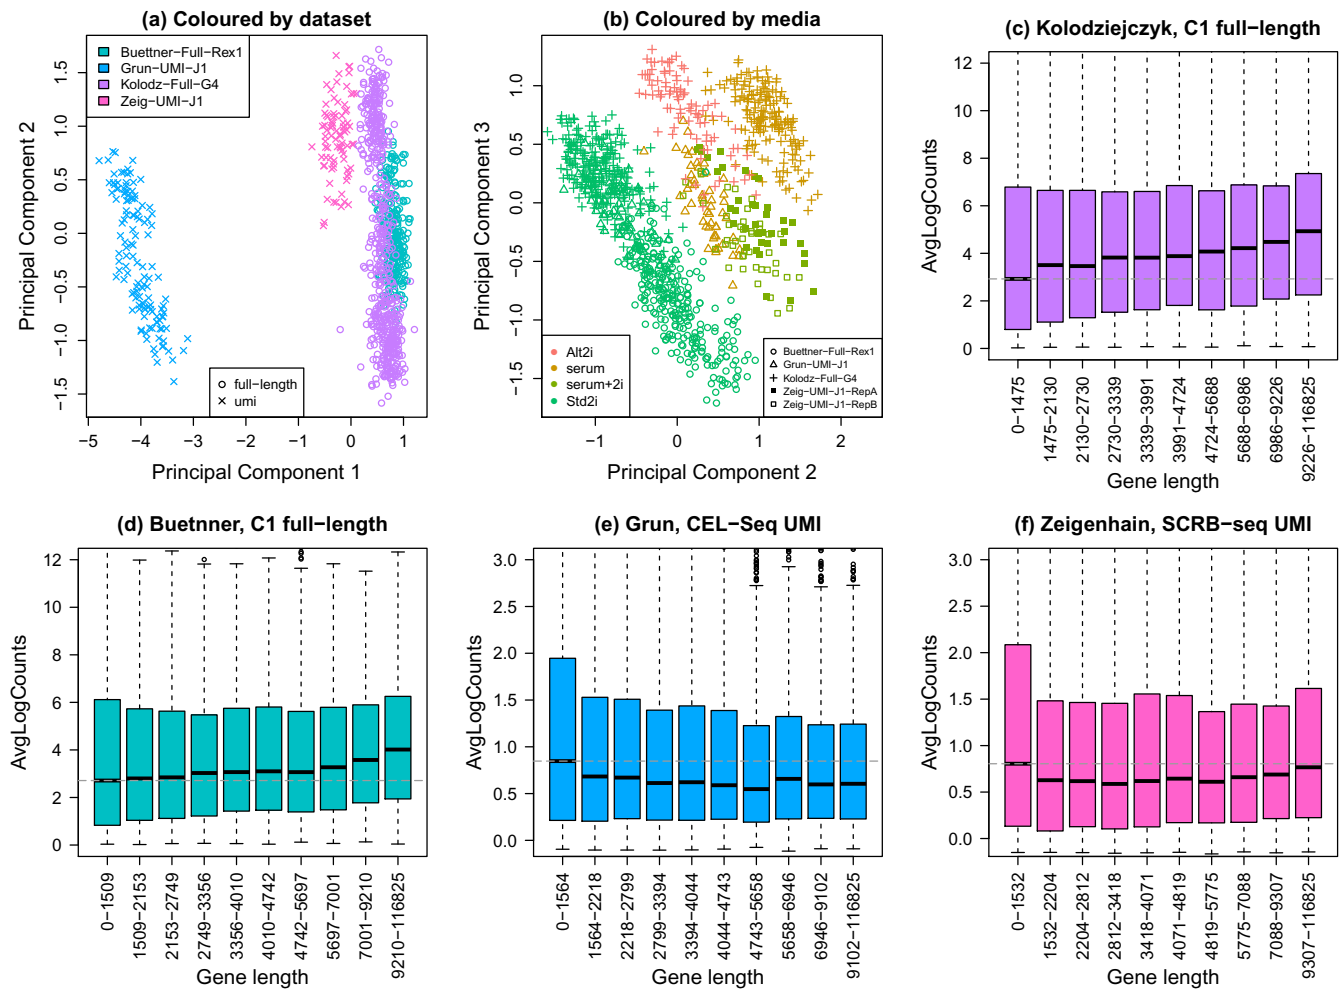 (a) Coloured by dataset
Principal Component 2
1.5
1.0
0.5
0.0
−0.5
−1.0
−1.5
Buettner−Full−Rex1
Grun−UMI−J1
Kolodz−Full−G4
Zeig−UMI−J1
full−length
umi
−5 −4 −3 −2 −1 0 1
Principal Component 1
(b) Coloured by media
Principal Component 3
1.0
0.5
0.0
−0.5
−1.0
−1.5
Alt2i
serum
serum+2i
Std2i
Buettner−Full−Rex1
Grun−UMI−J1
Kolodz−Full−G4
Zeig−UMI−J1−RepA
Zeig−UMI−J1−RepB
−1 0 1 2
Principal Component 2
(c) Kolodziejczyk, C1 full−length
AvgLogCounts
12
10
8
6
4
2
0
0−1475
1475−2130
2130−2730
2730−3339
3339−3991
3991−4724
4724−5688
5688−6986
6986−9226
9226−116825
Gene length
(d) Buetnner, C1 full−length
AvgLogCounts
12
10
8
6
4
2
0
0−1509
1509−2153
2153−2749
2749−3356
3356−4010
4010−4742
4742−5697
5697−7001
7001−9210
9210−116825
Gene length
(e) Grun, CEL−Seq UMI
AvgLogCounts
3.0
2.5
2.0
1.5
1.0
0.5
0.0
0−1564
1564−2218
2218−2799
2799−3394
3394−4044
4044−4743
4743−5658
5658−6946
6946−9102
9102−116825
Gene length
(f) Zeigenhain, SCRB−seq UMI
AvgLogCounts
3.0
2.5
2.0
1.5
1.0
0.5
0.0
0−1532
1532−2204
2204−2812
2812−3418
3418−4071
4071−4819
4819−5775
5775−7088
7088−9307
9307−116825
Gene length